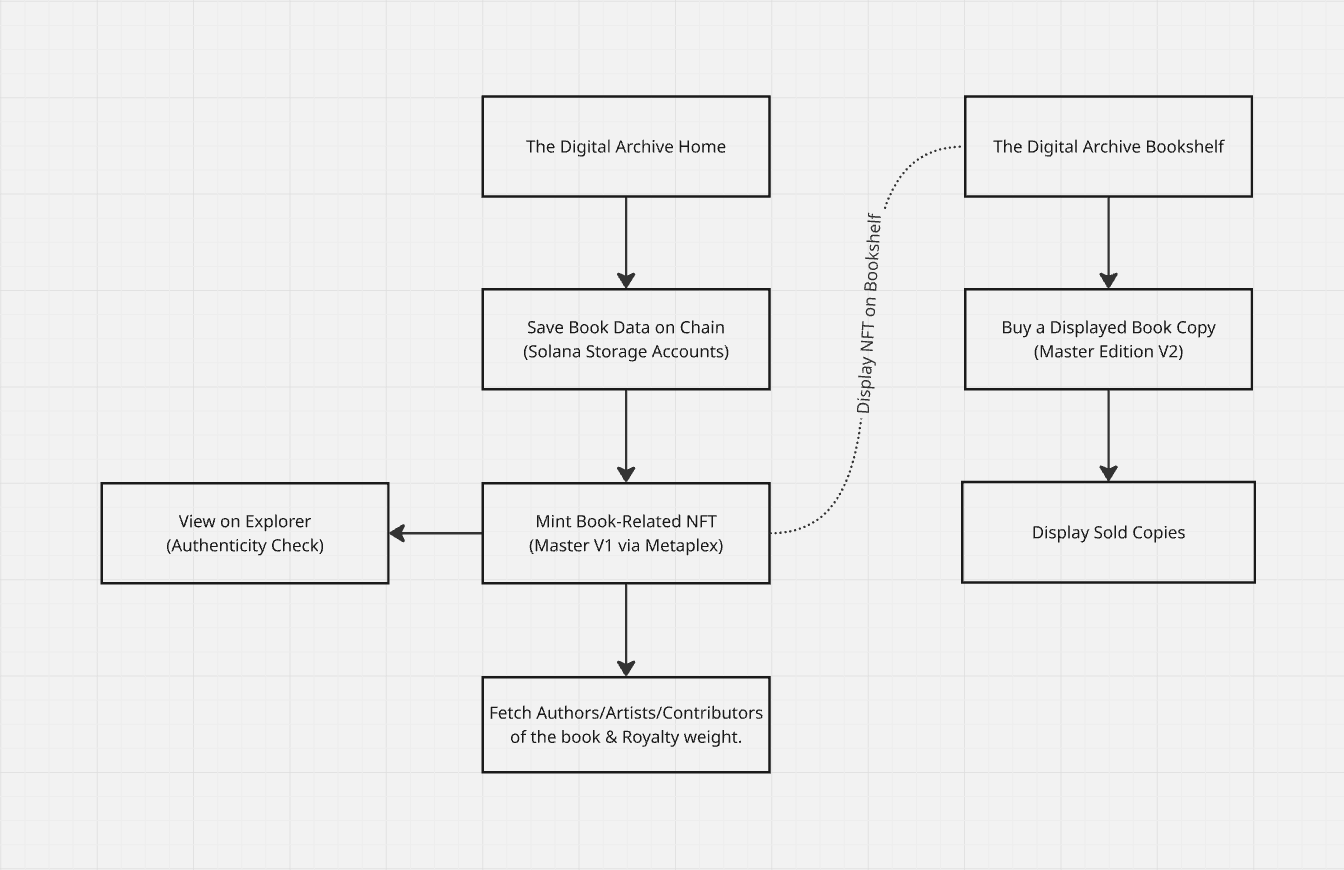 The Digital Archive Home
The Digital Archive Bookshelf
Save Book Data on Chain
(Solana Storage Accounts)
Display NFT on Bookshelf
Buy a Displayed Book Copy
(Master Edition V2)
View on Explorer
(Authenticity Check)
Mint Book-Related NFT
(Master V1 via Metaplex)
Display Sold Copies
Fetch Authors/Artists/Contributors
of the book & Royalty weight.